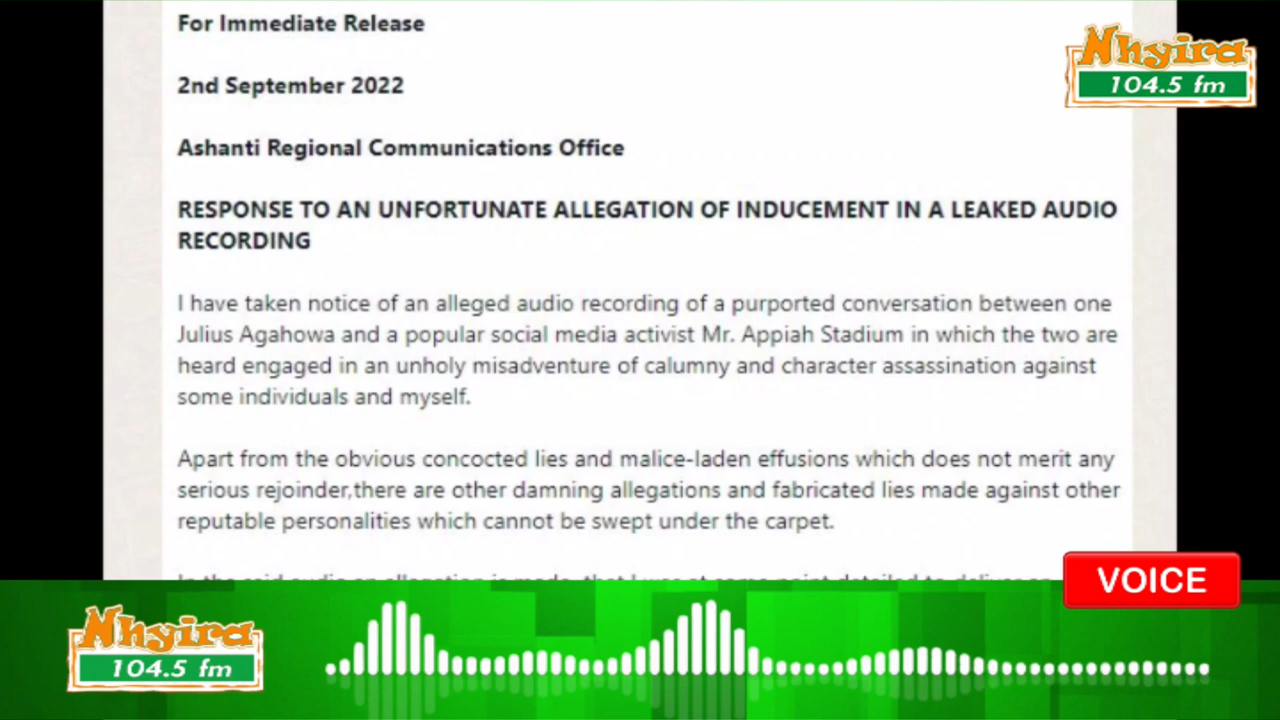 For Immediate Release
Nhyira
104.5 fm
2nd September 2022
Ashanti Regional Communications Office
RESPONSE TO AN UNFORTUNATE ALLEGATION OF INDUCEMENT IN A LEAKED AUDIO
RECORDING
I have taken notice of an alleged audio recording of a purported conversation between one
Julius Agahowa and a popular social media activist Mr. Appiah Stadium in which the two are
heard engaged in an unholy misadventure of calumny and character assassination against
some individuals and myself.
Apart from the obvious concocted lies and malice-laden effusions which does not merit any
serious rejoinder,there are other damning allegations and fabricated lies made against other
reputable personalities which cannot be swept under the carpet.
VOICE
Nhyira
104.5 fm